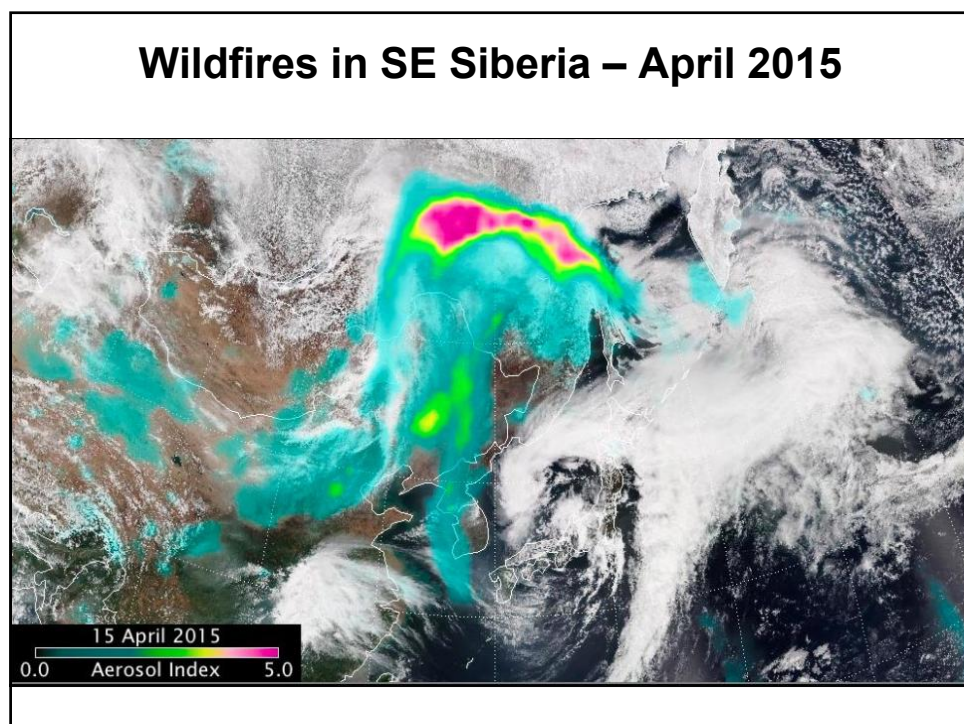 Wildfires in SE Siberia – April 2015
15 April 2015
0.0 Aerosol Index 5.0